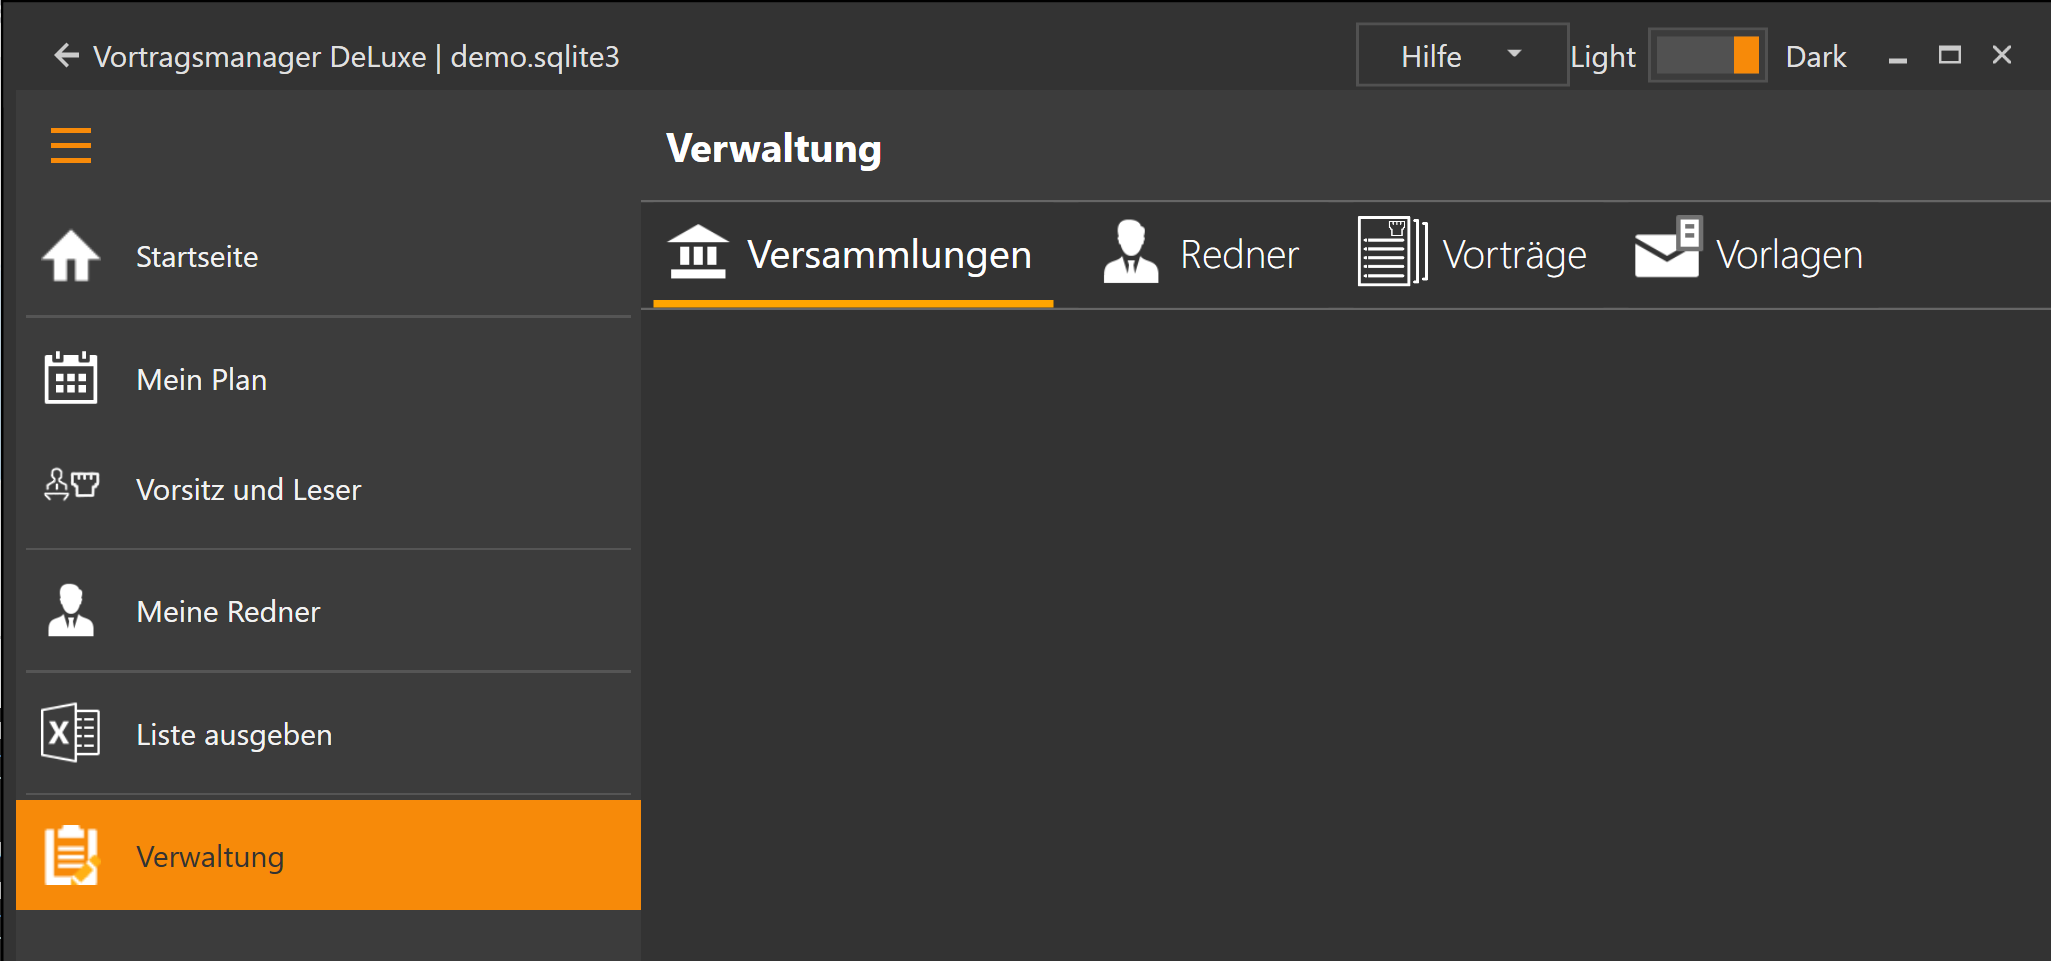 Vortragsmanager DeLuxe | demo.sqlite3
Hilfe
Light
Dark
Verwaltung
Versammlungen
Redner
Vorträge
Vorlagen
Startseite
Mein Plan
Vorsitz und Leser
Meine Redner
X
Liste ausgeben
Verwaltung